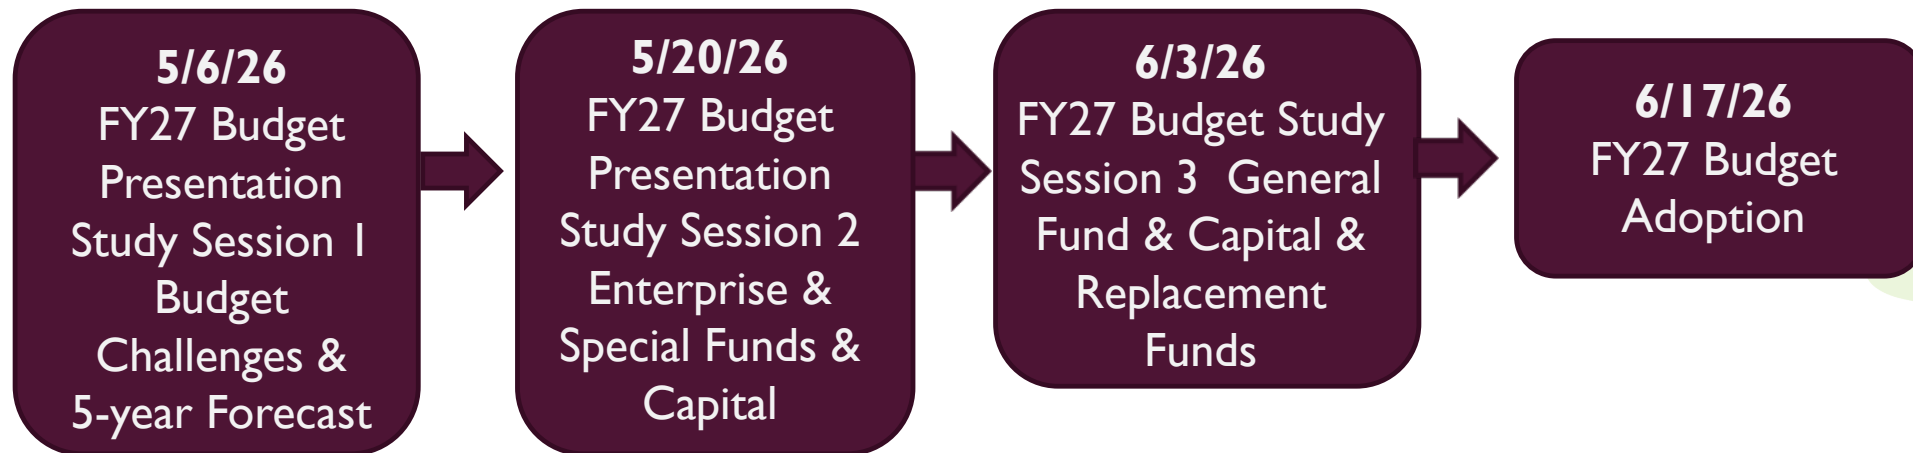 5/6/26
FY27 Budget
Presentation
Study Session 1
Budget
Challenges &
5-year Forecast
5/20/26
FY27 Budget
Presentation
Study Session 2
Enterprise &
Special Funds &
Capital
6/3/26
FY27 Budget Study
Session 3  General
Fund & Capital &
Replacement
Funds
6/17/26
FY27 Budget
Adoption